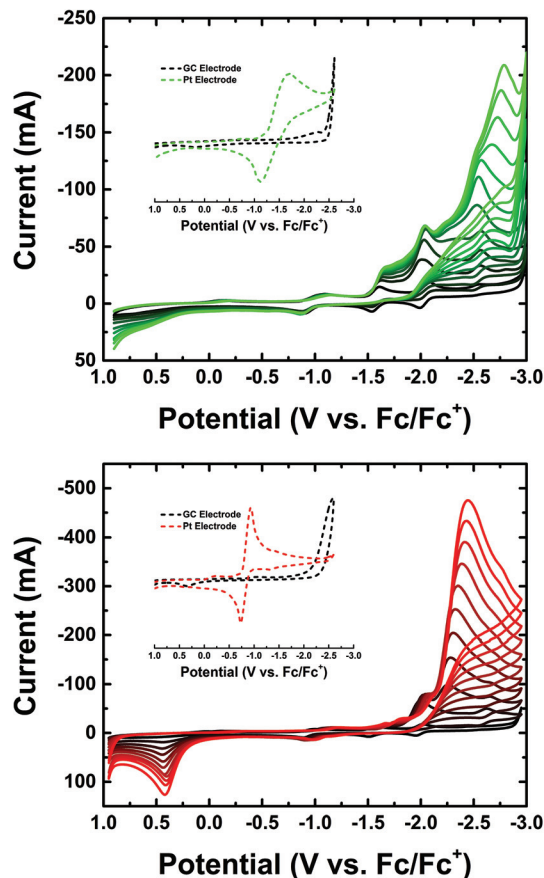 -250
-200
-150
-100
-50
0
50
Current (mA)
GC Electrode
Pt Electrode
1.0 0.5 0.0 -0.5 -1.0 -1.5 -2.0 -2.5 -3.0
Potential (V vs. Fc/Fc+)
1.0 0.5 0.0 -0.5 -1.0 -1.5 -2.0 -2.5 -3.0
Potential (V vs. Fc/Fc+)
-500
-400
-300
-200
-100
0
100
Current (mA)
GC Electrode
Pt Electrode
1.0 0.5 0.0 -0.5 -1.0 -1.5 -2.0 -2.5 -3.0
Potential (V vs. Fc/Fc+)
1.0 0.5 0.0 -0.5 -1.0 -1.5 -2.0 -2.5 -3.0
Potential (V vs. Fc/Fc+)